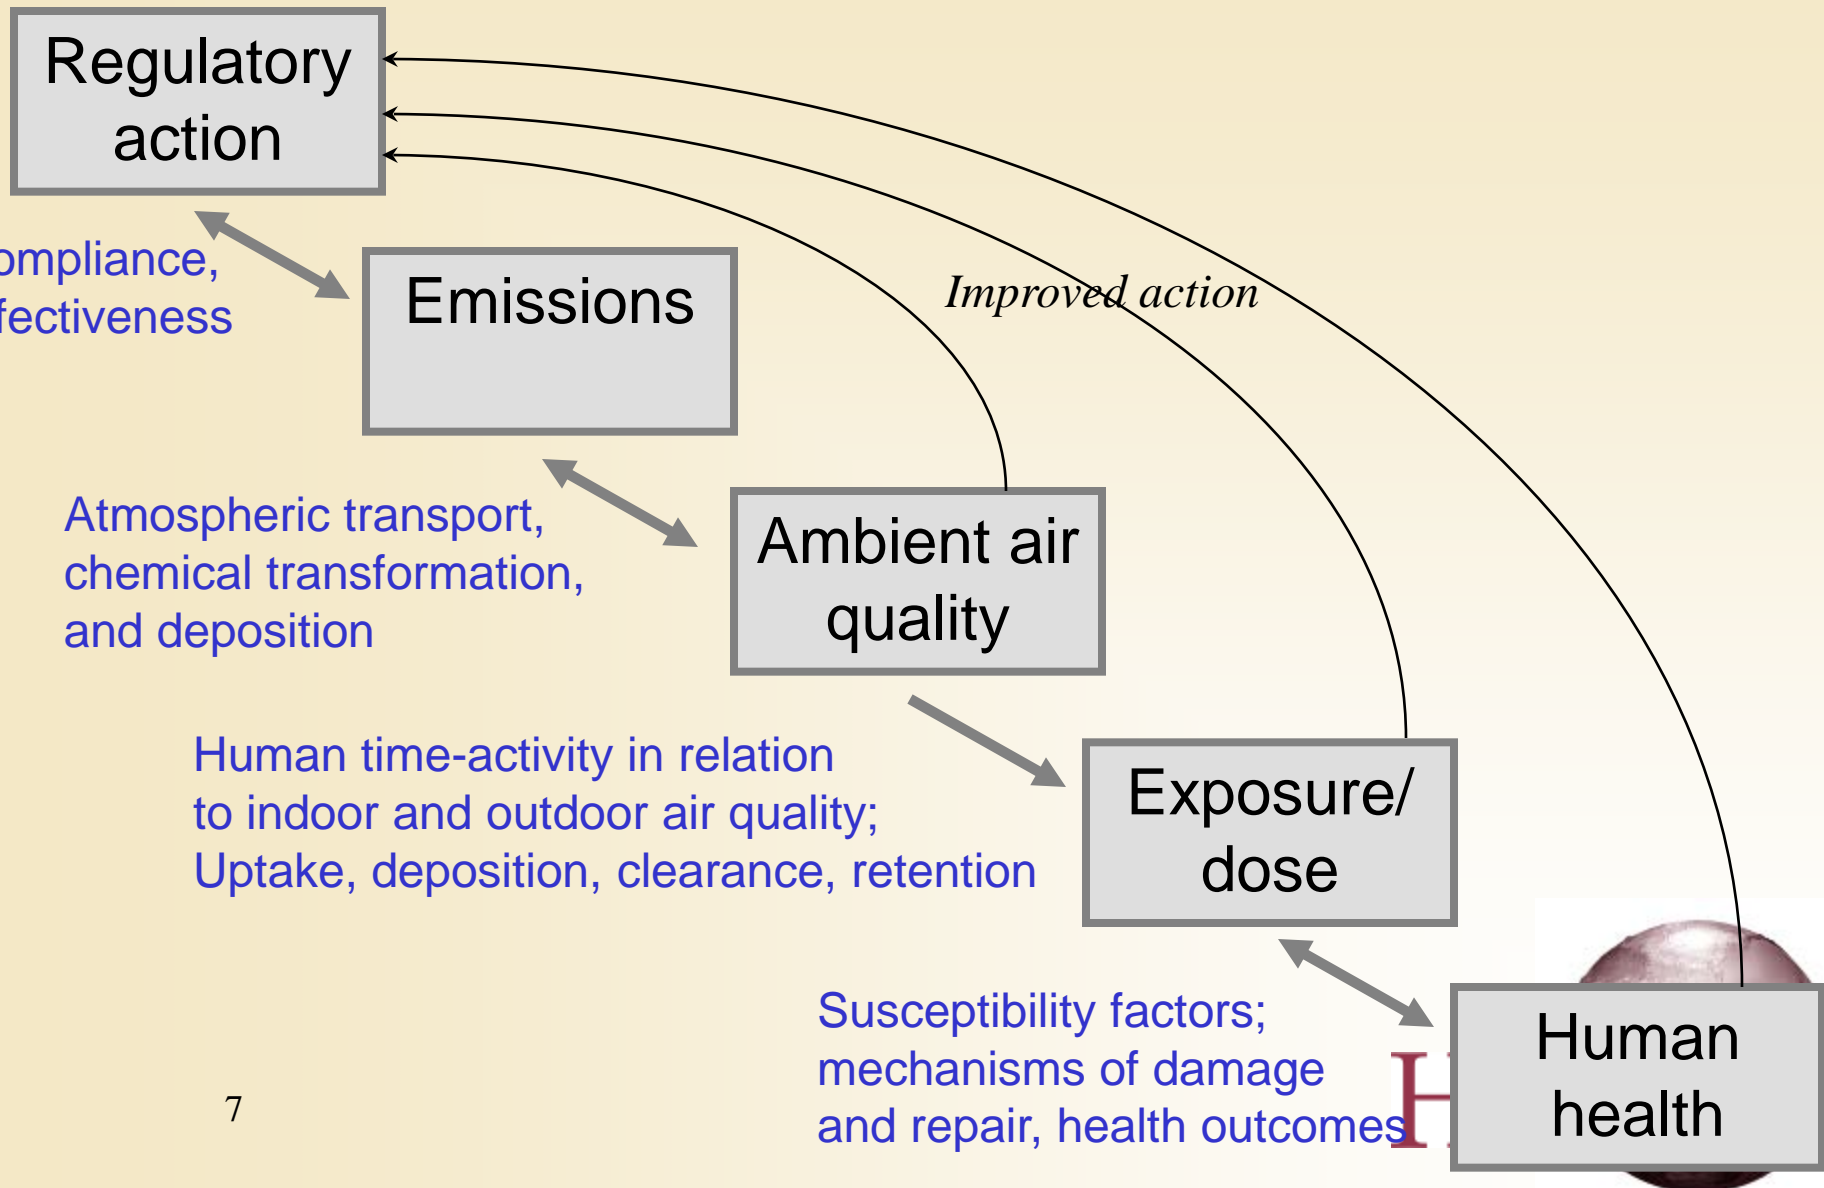 Regulatory
action
ompliance,
fectiveness
Emissions
Improved action
Atmospheric transport,
chemical transformation,
and deposition
Ambient air
quality
Human time-activity in relation
to indoor and outdoor air quality;
Uptake, deposition, clearance, retention
Exposure/
dose
Susceptibility factors;
mechanisms of damage
and repair, health outcomes
Human
health
H
7